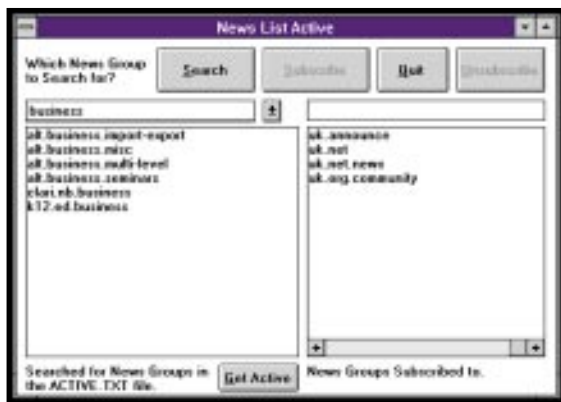 News List Active
Which News Group
to Search for?
Search
Subscribe
Quit
Unsubscribe
business
alt.business.import-export
alt.business.misc
alt.business.multi-level
alt.business.seminars
clari.nb.business
k12.ed.business
uk.announce
uk.net
uk.net.news
uk.org.community
Searched for News Groups in
the ACTIVE.TXT file.
Get Active
News Groups Subscribed to.